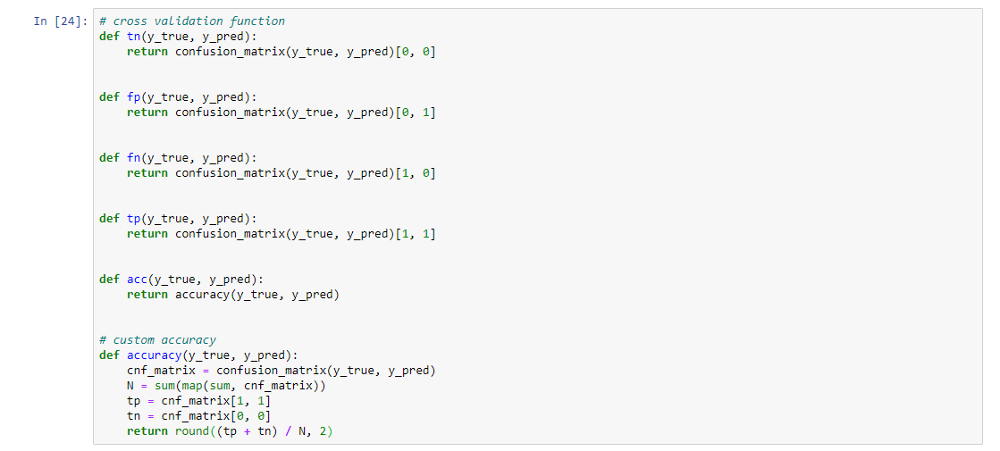 In [24]: # cross validation function
def tn(y_true, y_pred):
    return confusion_matrix(y_true, y_pred)[0, 0]
def fp(y_true, y_pred):
    return confusion_matrix(y_true, y_pred)[0, 1]
def fn(y_true, y_pred):
    return confusion_matrix(y_true, y_pred)[1, 0]
def tp(y_true, y_pred):
    return confusion_matrix(y_true, y_pred)[1, 1]
def acc(y_true, y_pred):
    return accuracy(y_true, y_pred)
# custom accuracy
def accuracy(y_true, y_pred):
    cnf_matrix = confusion_matrix(y_true, y_pred)
    N = sum(map(sum, cnf_matrix))
    tp = cnf_matrix[1, 1]
    tn = cnf_matrix[0, 0]
    return round((tp + tn) / N, 2)